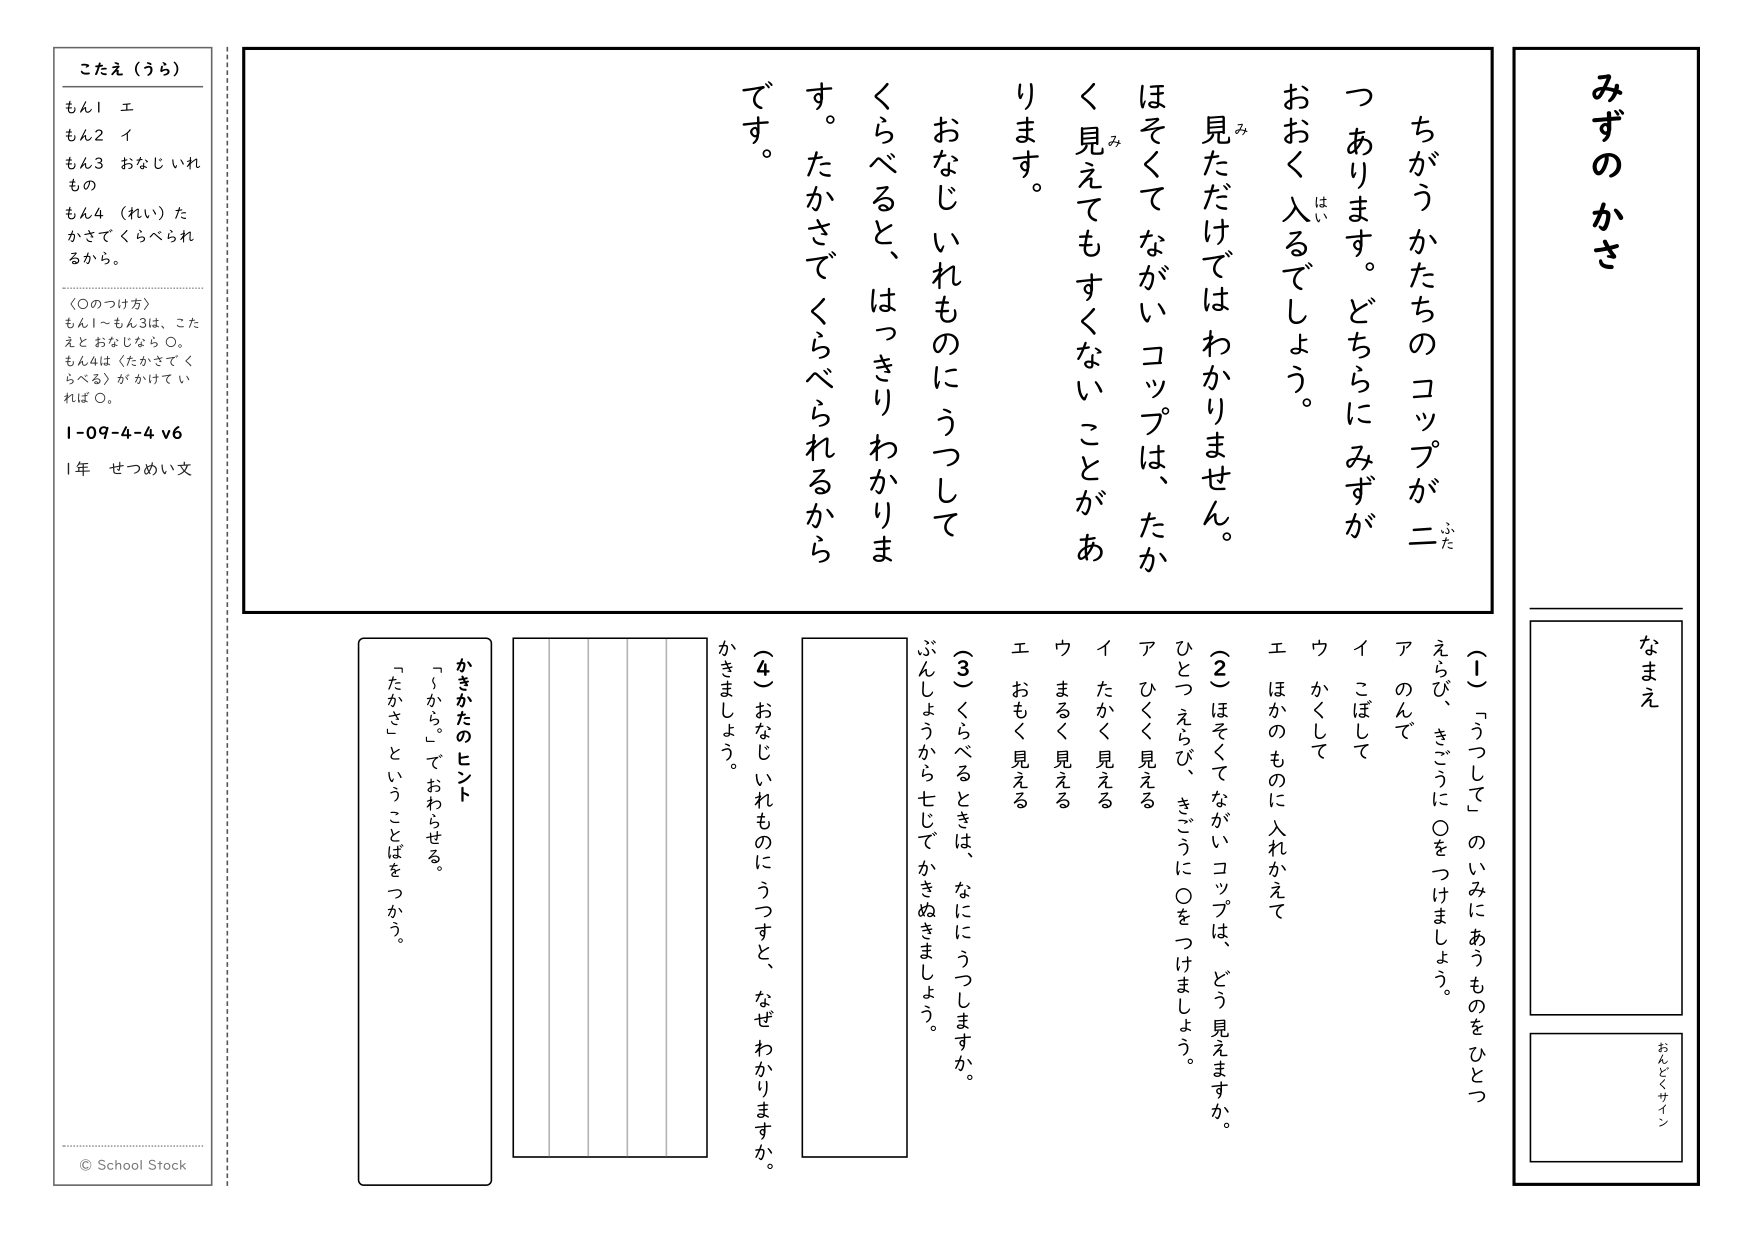 みずの かさ
なまえ
おんどくサイン
ちがう かたちの コップが 二
ふた
つ あります。どちらに みずが
おおく 入るでしょう。
はい
見ただけでは わかりません。
み
ほそくて ながい コップは、たか
く 見えても すくない ことが あ
み
ります。
おなじ いれものに うつして
くらべると、はっきり わかりま
す。たかさで くらべられるから
です。
(1)「うつして」の いみに あう ものを ひとつ
えらび、きごうに 〇を つけましょう。
ア のんで
イ こぼして
ウ かくして
エ ほかの ものに 入れかえて
(2) ほそくて ながい コップは、どう 見えますか。
ひとつ えらび、きごうに 〇を つけましょう。
ア ひくく 見える
イ たかく 見える
ウ まるく 見える
エ おもく 見える
(3) くらべる ときは、なにに うつしますか。
ぶんしょうから 七じで かきぬきましょう。
(4) おなじ いれものに うつすと、なぜ わかりますか。
かきましょう。
かきかたの ヒント
「〜から。」で おわらせる。
「たかさ」と いう ことばを つかう。
こたえ(うら)
もん1 エ
もん2 イ
もん3 おなじ いれ
もの
もん4 (れい)た
かさで くらべられ
るから。
〈〇のつけ方〉
もん1〜もん3は、こた
えと おなじなら 〇。
もん4は〈たかさで く
らべる〉が かけて い
れば 〇。
1-09-4-4 v6
1年 せつめい文
© School Stock